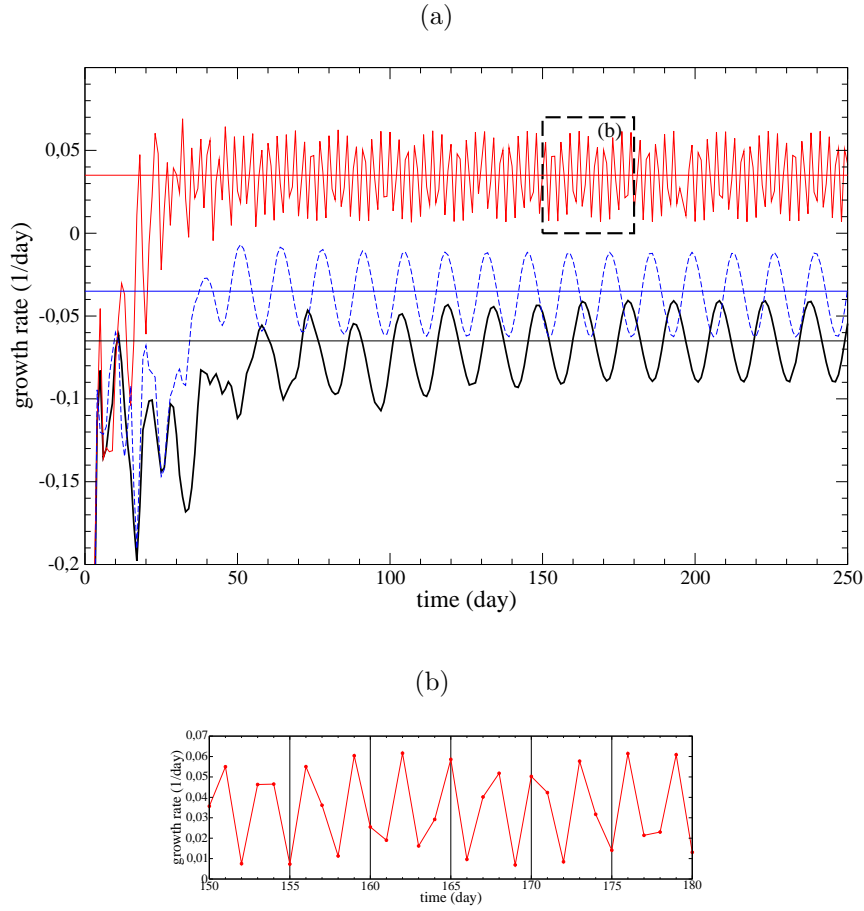 (a)
0,05
0
-0,05
-0,1
-0,15
-0,2
growth rate (1/day)
(b)
0 50 100 150 200 250
time (day)
(b)
0,07
0,06
0,05
0,04
0,03
0,02
0,01
0
growth rate (1/day)
150 155 160 165 170 175 180
time (day)